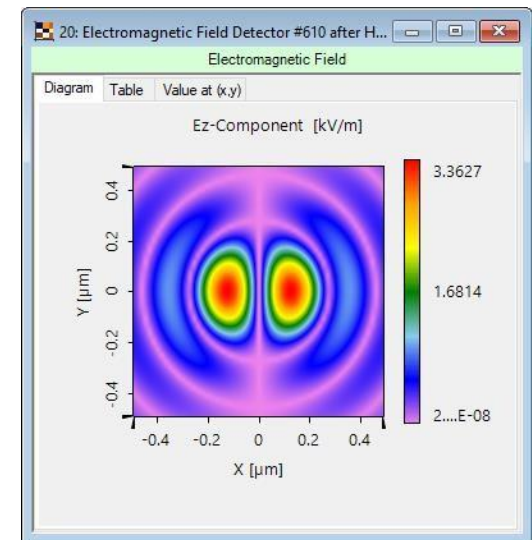 20: Electromagnetic Field Detector #610 after H...
Electromagnetic Field
Diagram Table Value at (x,y)
Ez-Component [kV/m]
3.3627
1.6814
2....E-08
Y [µm]
0.4
0.2
0
-0.2
-0.4
-0.4 -0.2 0 0.2 0.4
X [µm]